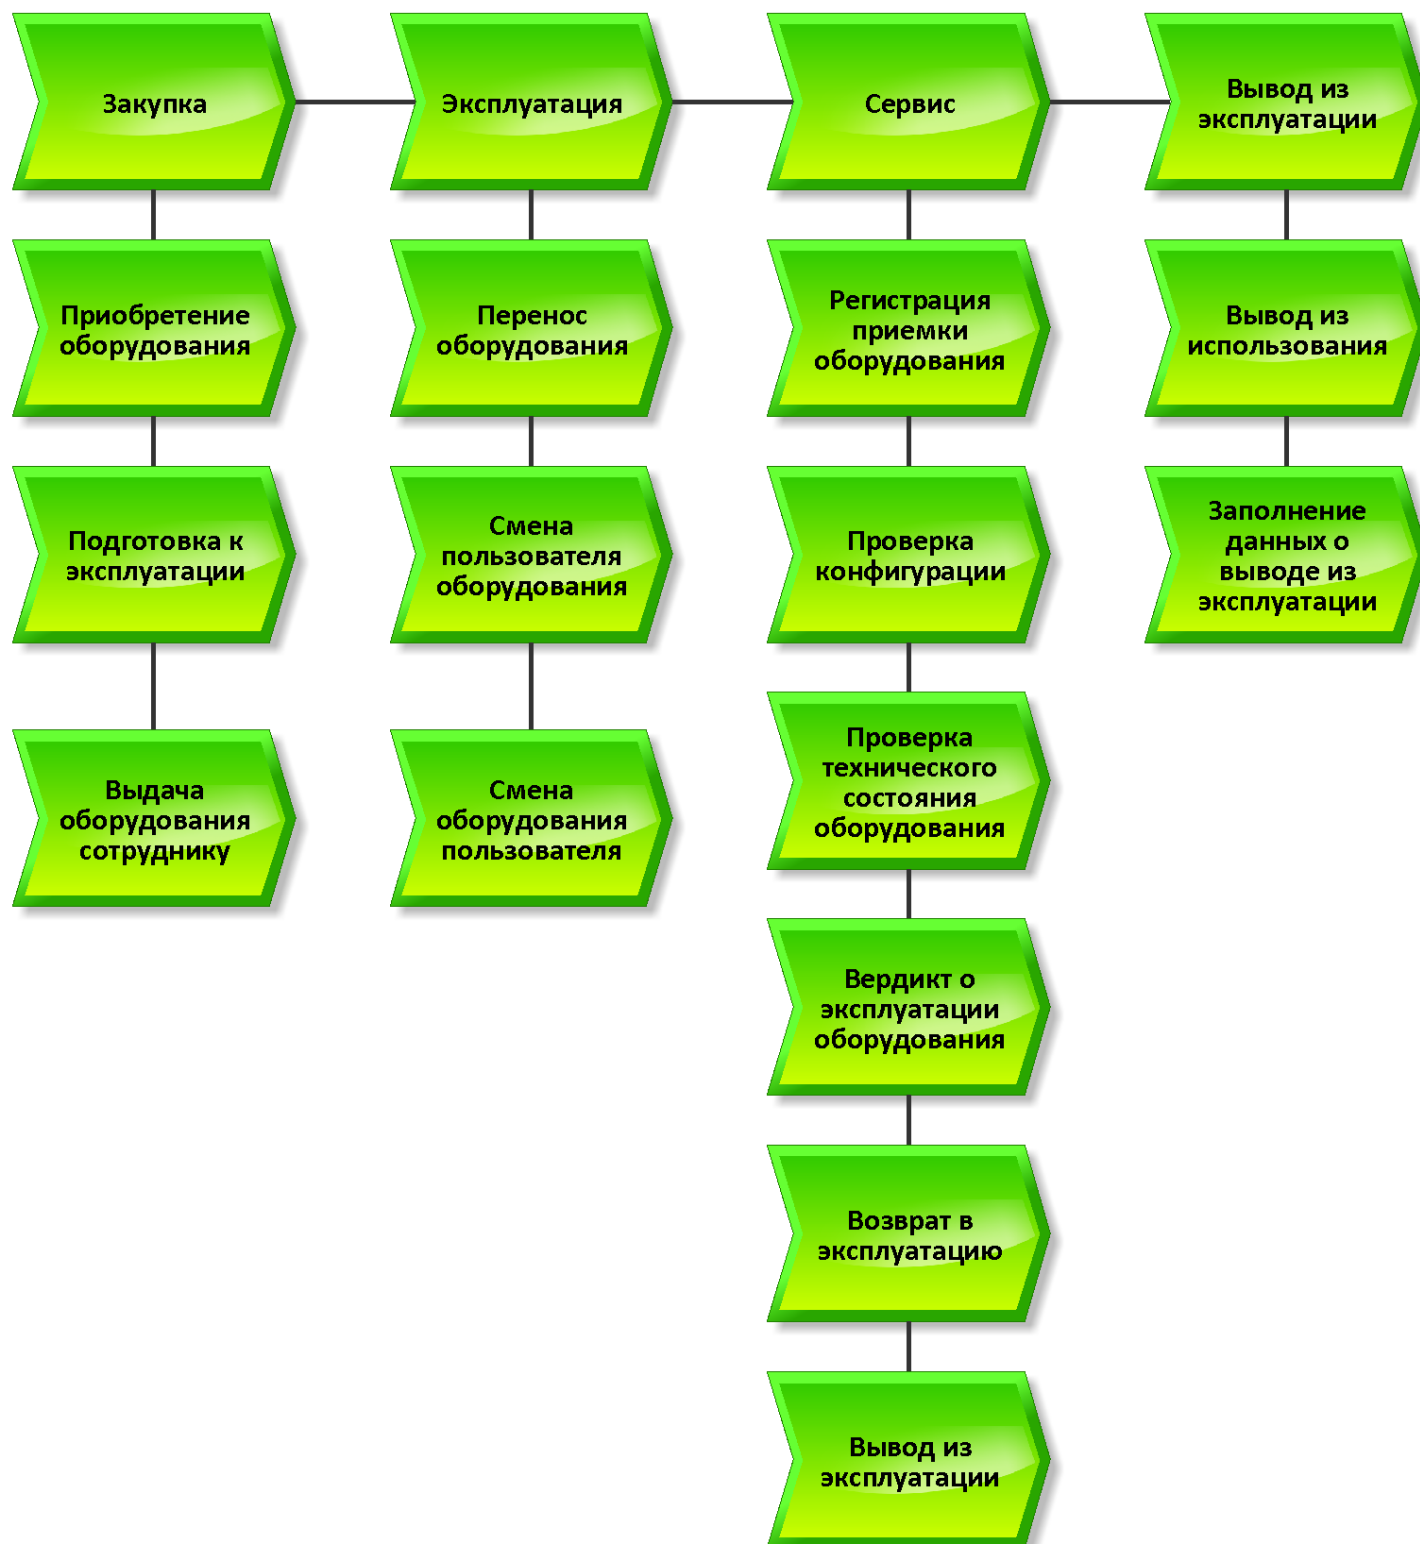 Закупка
Эксплуатация
Сервис
Вывод из
эксплуатации
Приобретение
оборудования
Перенос
оборудования
Регистрация
приемки
оборудования
Вывод из
использования
Подготовка к
эксплуатации
Смена
пользователя
оборудования
Проверка
конфигурации
Заполнение
данных о
выводе из
эксплуатации
Выдача
оборудования
сотруднику
Смена
оборудования
пользователя
Проверка
технического
состояния
оборудования
Вердикт о
эксплуатации
оборудования
Возврат в
эксплуатацию
Вывод из
эксплуатации